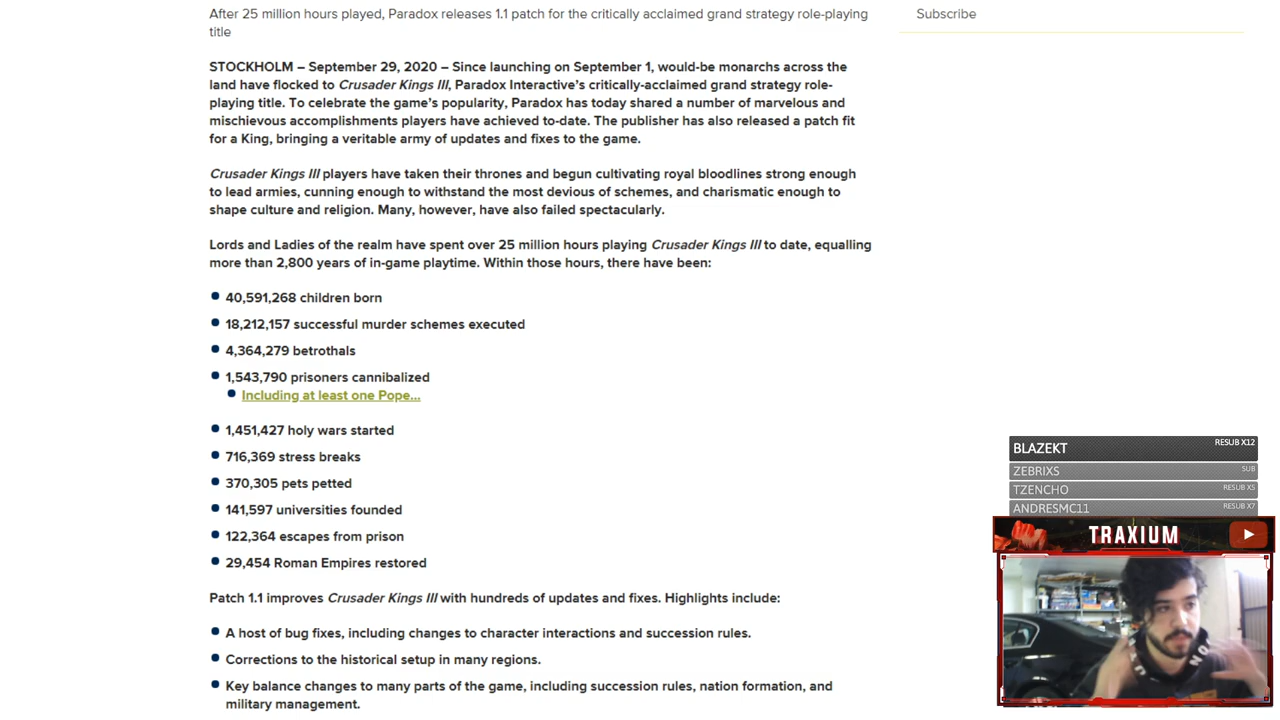 After 25 million hours played, Paradox releases 1.1 patch for the critically acclaimed grand strategy role-playing
title
Subscribe
STOCKHOLM – September 29, 2020 – Since launching on September 1, would-be monarchs across the
land have flocked to Crusader Kings III, Paradox Interactive's critically-acclaimed grand strategy role-
playing title. To celebrate the game's popularity, Paradox has today shared a number of marvelous and
mischievous accomplishments players have achieved to-date. The publisher has also released a patch fit
for a King, bringing a veritable army of updates and fixes to the game.
Crusader Kings III players have taken their thrones and begun cultivating royal bloodlines strong enough
to lead armies, cunning enough to withstand the most devious of schemes, and charismatic enough to
shape culture and religion. Many, however, have also failed spectacularly.
Lords and Ladies of the realm have spent over 25 million hours playing Crusader Kings III to date, equalling
more than 2,800 years of in-game playtime. Within those hours, there have been:
40,591,268 children born
18,212,157 successful murder schemes executed
4,364,279 betrothals
1,543,790 prisoners cannibalized
Including at least one Pope...
1,451,427 holy wars started
716,369 stress breaks
370,305 pets petted
141,597 universities founded
122,364 escapes from prison
29,454 Roman Empires restored
Patch 1.1 improves Crusader Kings III with hundreds of updates and fixes. Highlights include:
A host of bug fixes, including changes to character interactions and succession rules.
Corrections to the historical setup in many regions.
Key balance changes to many parts of the game, including succession rules, nation formation, and
military management.
BLAZEKT RESUB X12
ZEBRIXS SUB
TZENCHO RESUB X5
ANDRESMC11 RESUB X7
TRAXIUM